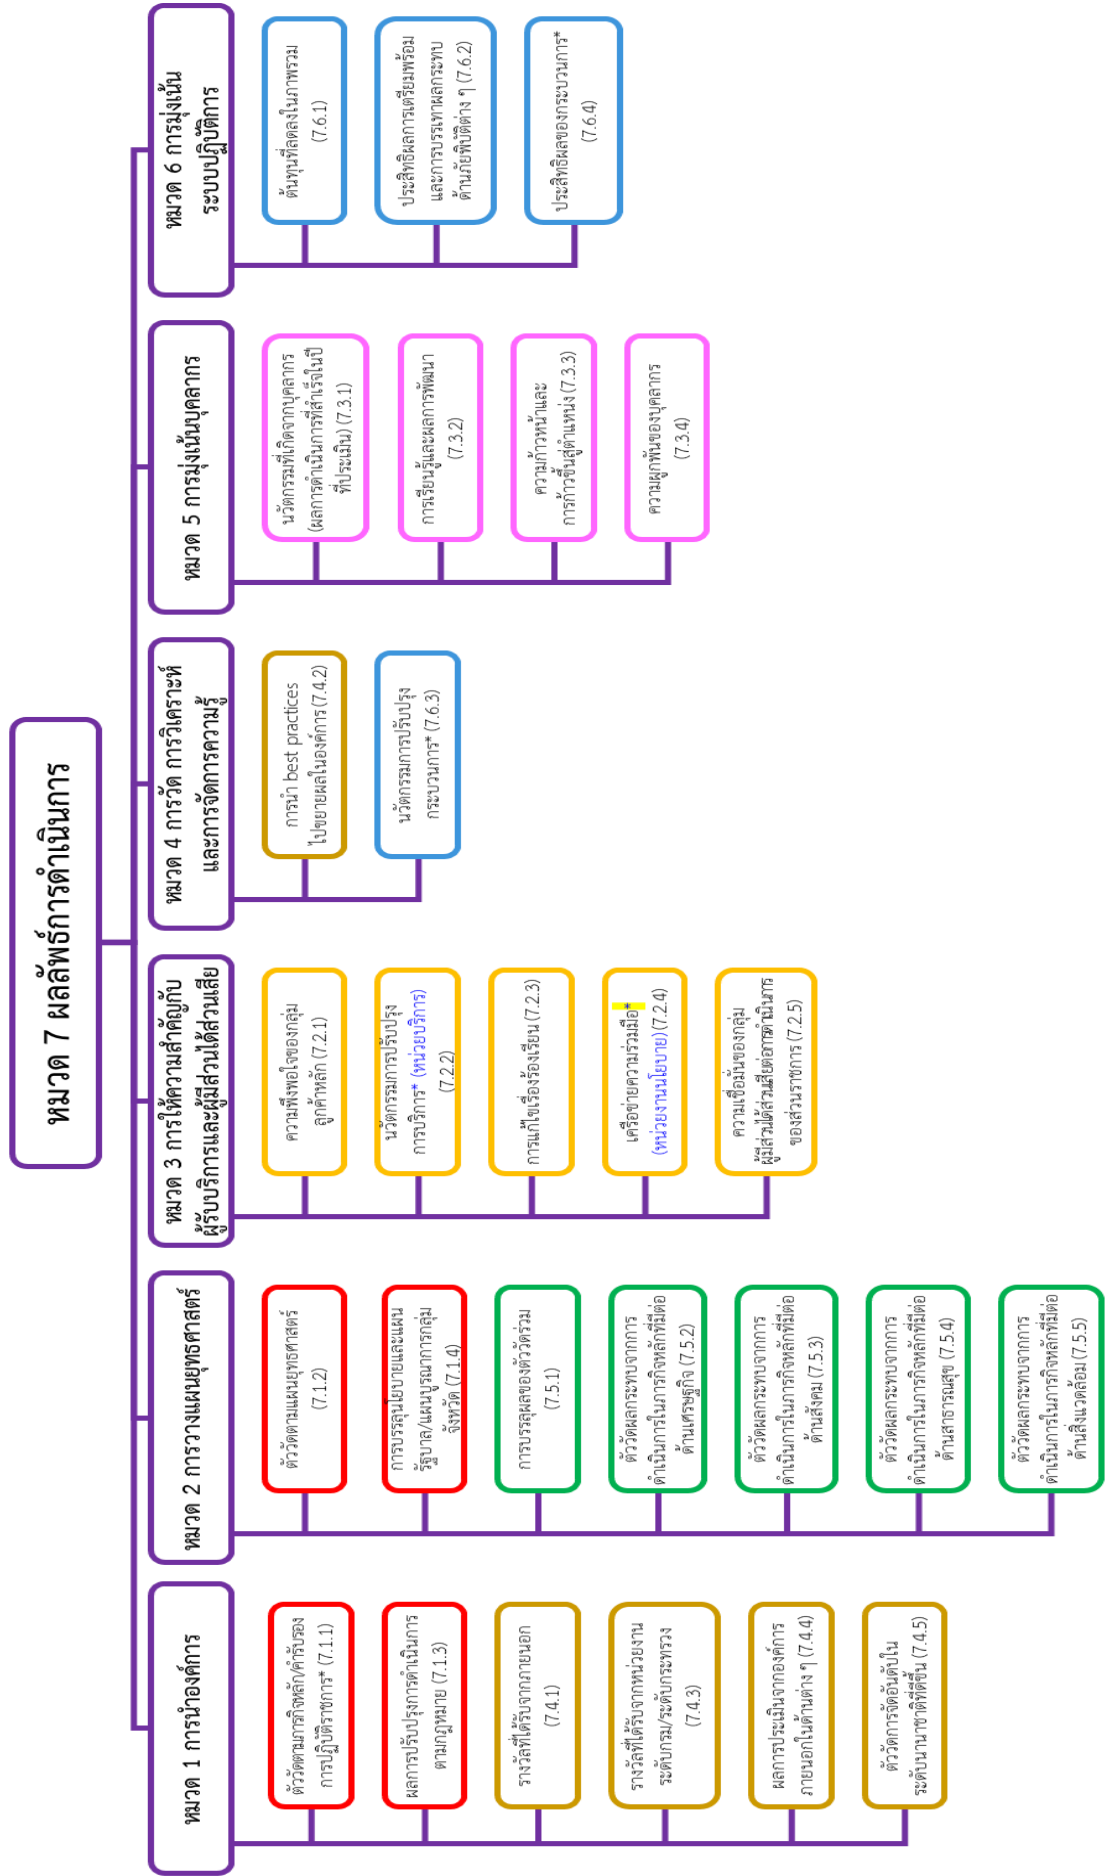 หมวด 7 ผลลัพธ์การดำเนินการ
หมวด 1 การนำองค์การ
ตัววัดตามภารกิจหลัก/คำรับรอง
การปฏิบัติราชการ* (7.1.1)
ผลการปรับปรุงการดำเนินการ
ตามกฎหมาย (7.1.3)
รางวัลที่ได้รับจากภายนอก
(7.4.1)
รางวัลที่ได้รับจากหน่วยงาน
ระดับกรม/ระดับกระทรวง
(7.4.3)
ผลการประเมินจากองค์การ
ภายนอกในด้านต่าง ๆ (7.4.4)
ตัววัดการจัดอันดับใน
ระดับนานาชาติที่ดีขึ้น (7.4.5)
หมวด 2 การวางแผนยุทธศาสตร์
ตัววัดตามแผนยุทธศาสตร์
(7.1.2)
การบรรลุนโยบายและแผน
รัฐบาล/แผนบูรณาการกลุ่ม
จังหวัด (7.1.4)
การบรรลุผลของตัววัดร่วม
(7.5.1)
ตัววัดผลกระทบจากการ
ดำเนินการในภารกิจหลักที่มีต่อ
ด้านเศรษฐกิจ (7.5.2)
ตัววัดผลกระทบจากการ
ดำเนินการในภารกิจหลักที่มีต่อ
ด้านสังคม (7.5.3)
ตัววัดผลกระทบจากการ
ดำเนินการในภารกิจหลักที่มีต่อ
ด้านสาธารณสุข (7.5.4)
ตัววัดผลกระทบจากการ
ดำเนินการในภารกิจหลักที่มีต่อ
ด้านสิ่งแวดล้อม (7.5.5)
หมวด 3 การให้ความสำคัญกับ
ผู้รับบริการและผู้มีส่วนได้ส่วนเสีย
ความพึงพอใจของกลุ่ม
ลูกค้าหลัก (7.2.1)
นวัตกรรมการปรับปรุง
การบริการ* (หน่วยบริการ)
(7.2.2)
การแก้ไขเรื่องร้องเรียน (7.2.3)
เครือข่ายความร่วมมือ*
(หน่วยงานนโยบาย) (7.2.4)
ความเชื่อมั่นของกลุ่ม
ผู้มีส่วนได้ส่วนเสียต่อการดำเนินการ
ของส่วนราชการ (7.2.5)
หมวด 4 การวัด การวิเคราะห์
และการจัดการความรู้
การนำ best practices
ไปขยายผลในองค์การ (7.4.2)
นวัตกรรมการปรับปรุง
กระบวนการ* (7.6.3)
หมวด 5 การมุ่งเน้นบุคลากร
นวัตกรรมที่เกิดจากบุคลากร
(ผลการดำเนินการที่สำเร็จในปี
ที่ประเมิน) (7.3.1)
การเรียนรู้และผลการพัฒนา
(7.3.2)
ความก้าวหน้าและ
การก้าวขึ้นสู่ตำแหน่ง (7.3.3)
ความผูกพันของบุคลากร
(7.3.4)
หมวด 6 การมุ่งเน้น
ระบบปฏิบัติการ
ต้นทุนที่ลดลงในภาพรวม
(7.6.1)
ประสิทธิผลการเตรียมพร้อม
และการบรรเทาผลกระทบ
ด้านภัยพิบัติต่าง ๆ (7.6.2)
ประสิทธิผลของกระบวนการ*
(7.6.4)